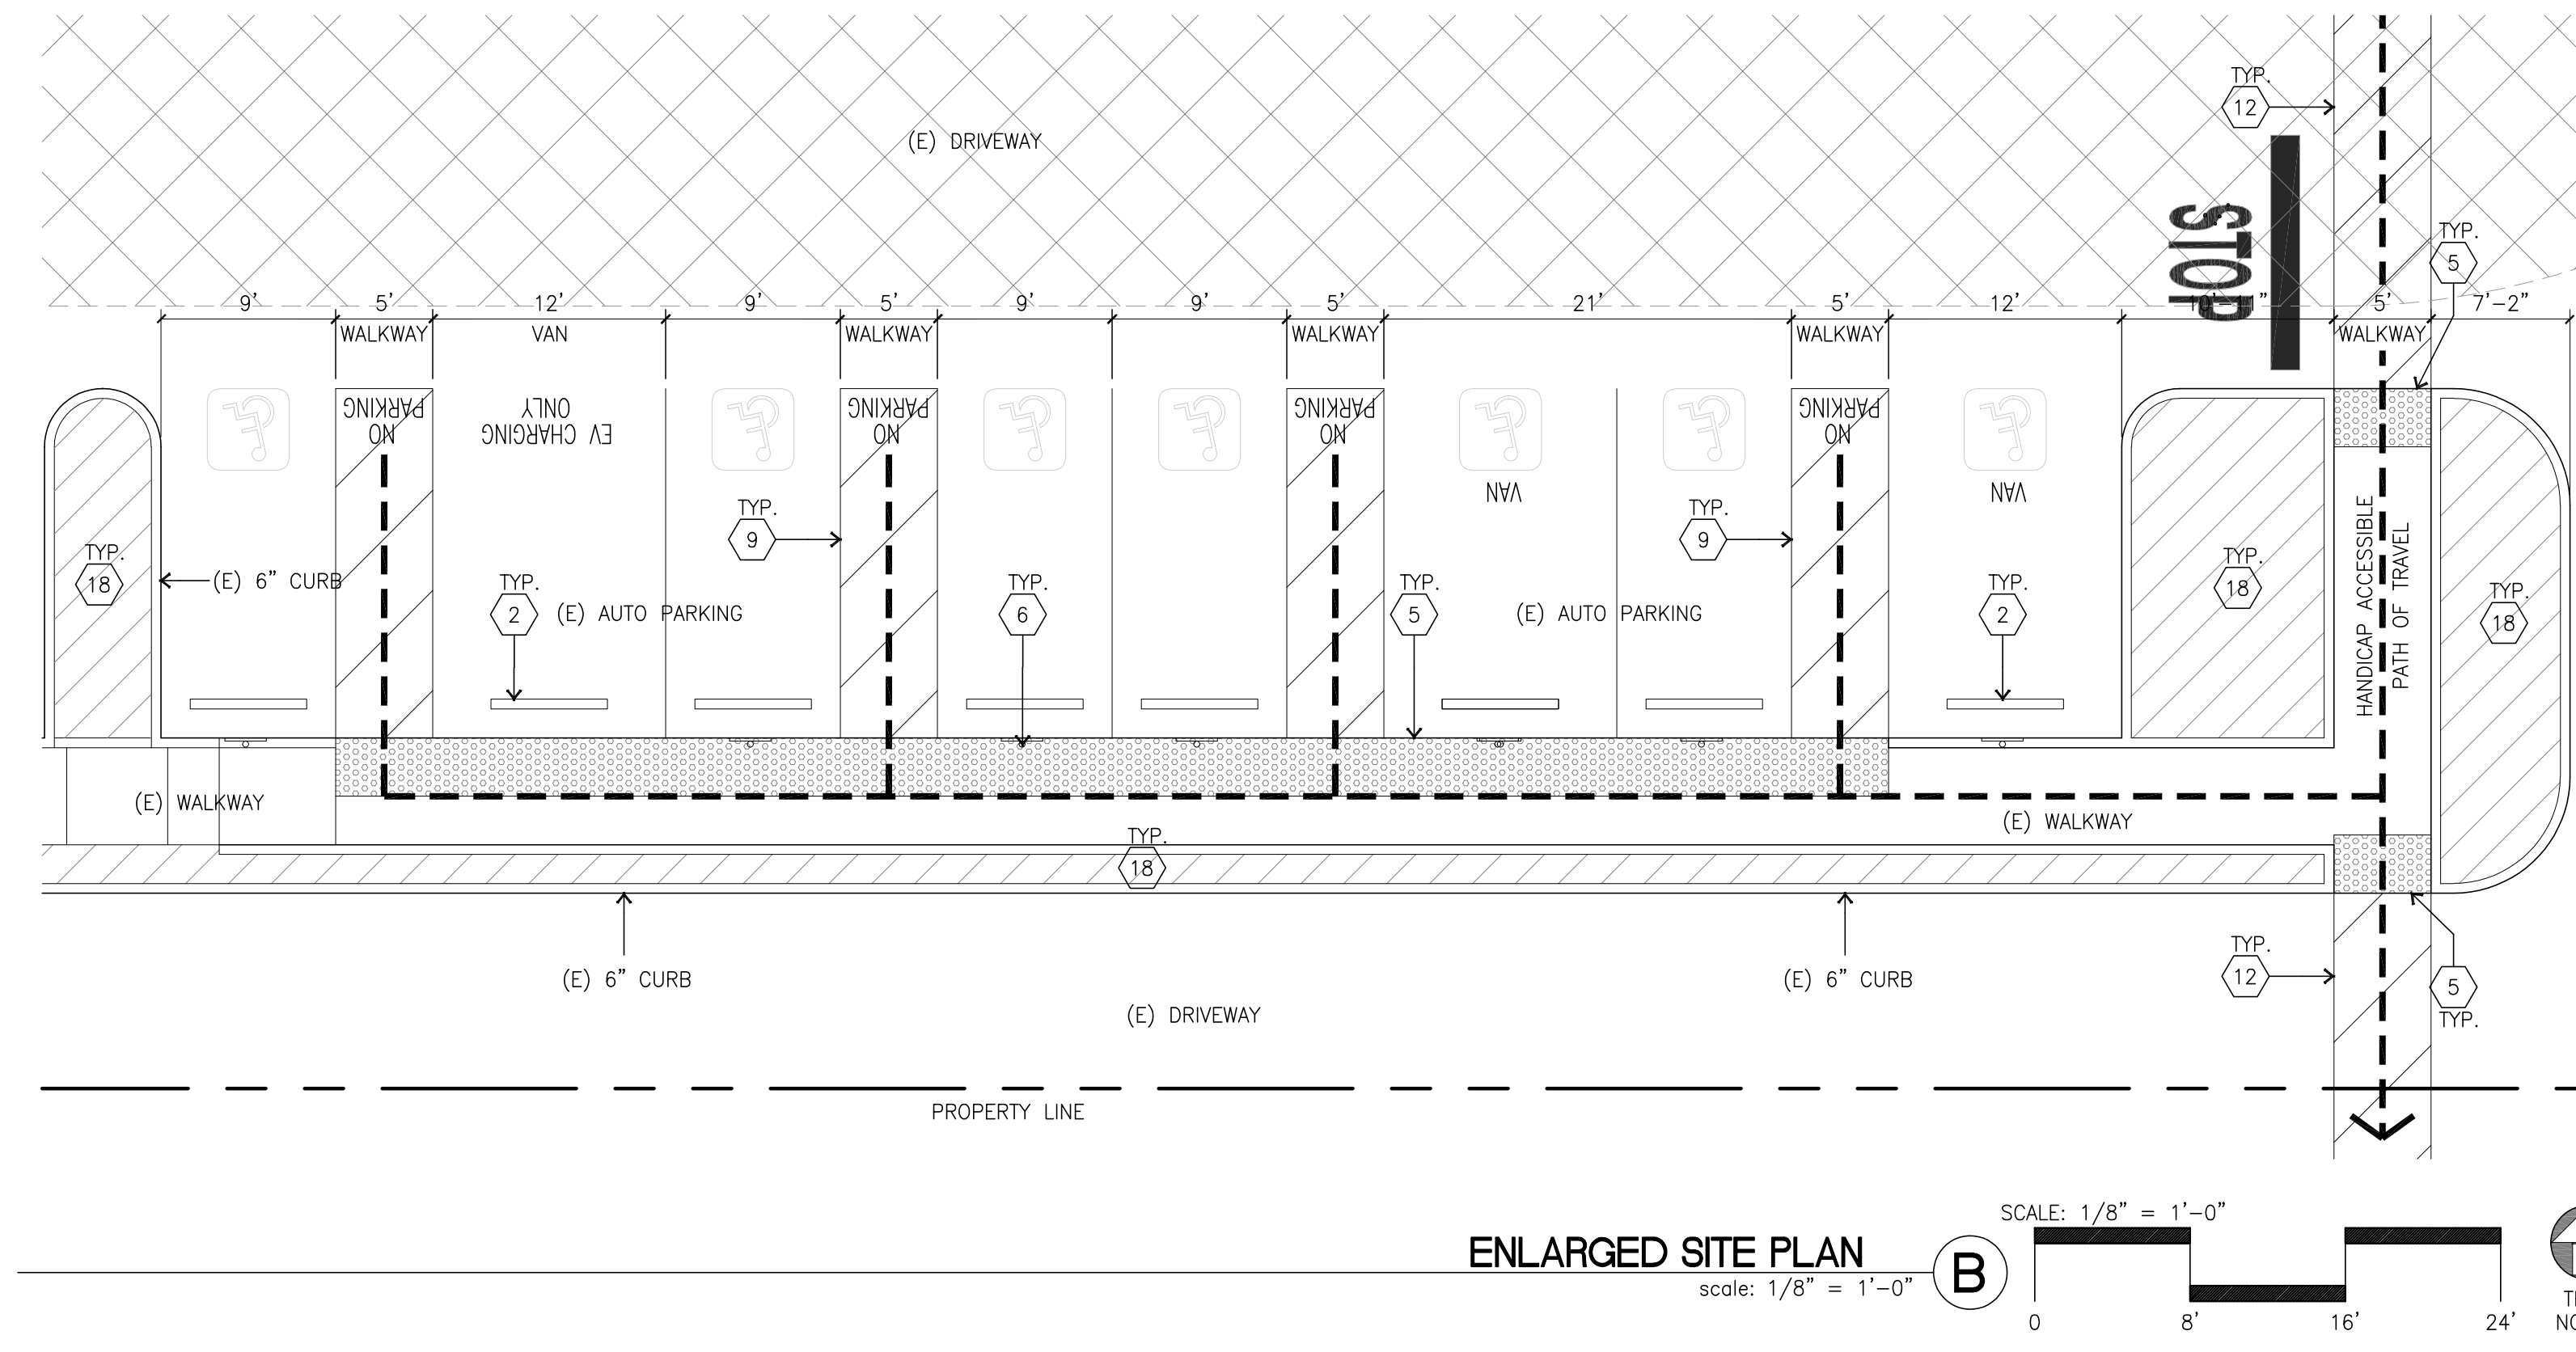 TYP.
12
(E) DRIVEWAY
STOP
TYP.
5
9' 5' 12' 9' 5' 9' 9' 5' 21' 5' 12' 10'-11" 5' 7'-2"
WALKWAY VAN WALKWAY WALKWAY WALKWAY WALKWAY
NO
PARKING
EV CHARGING
ONLY
NO
PARKING
NO
PARKING
NO
PARKING
VAN
VAN
TYP.
9
TYP.
9
HANDICAP ACCESSIBLE
PATH OF TRAVEL
TYP.
18
(E) 6" CURB
TYP.
2
(E) AUTO PARKING
TYP.
6
TYP.
5
(E) AUTO PARKING
TYP.
2
TYP.
18
TYP.
18
(E) WALKWAY
(E) WALKWAY
TYP.
18
(E) 6" CURB
(E) 6" CURB
TYP.
12
5
TYP.
(E) DRIVEWAY
PROPERTY LINE
ENLARGED SITE PLAN
scale: 1/8" = 1'-0"
B
SCALE: 1/8" = 1'-0"
0 8' 16' 24'